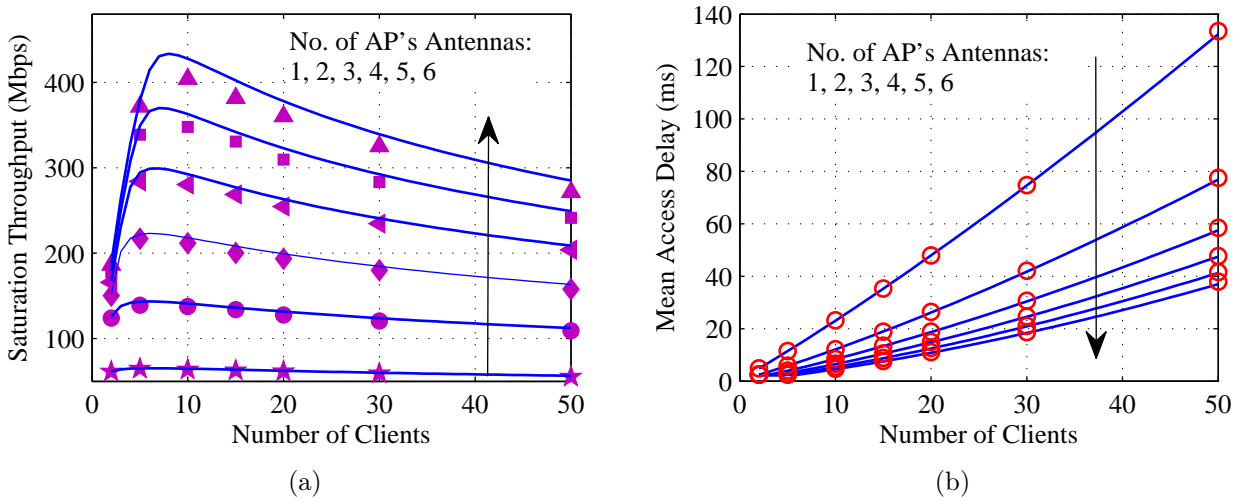 No. of AP's Antennas:
1, 2, 3, 4, 5, 6
Saturation Throughput (Mbps)
400
300
200
100
0 10 20 30 40 50
Number of Clients
(a)
No. of AP's Antennas:
1, 2, 3, 4, 5, 6
Mean Access Delay (ms)
140
120
100
80
60
40
20
0
0 10 20 30 40 50
Number of Clients
(b)